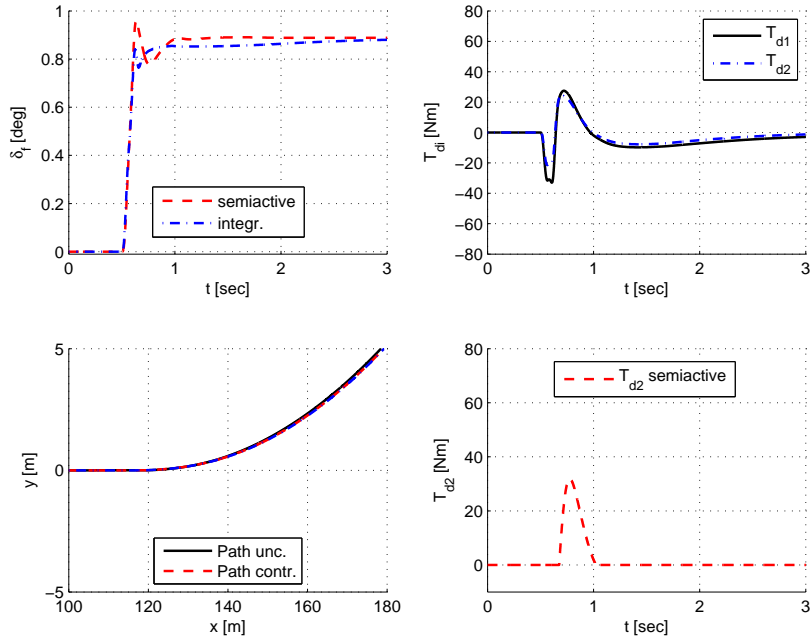 1
0.8
0.6
0.4
0.2
0
δf [deg]
semiactive
integr.
0 1 2 3
t [sec]
80
60
40
20
0
−20
−40
−60
−80
Tdi [Nm]
Td1
Td2
0 1 2 3
t [sec]
5
0
−5
y [m]
Path unc.
Path contr.
100 120 140 160 180
x [m]
80
60
40
20
0
Td2 [Nm]
Td2 semiactive
0 1 2 3
t [sec]